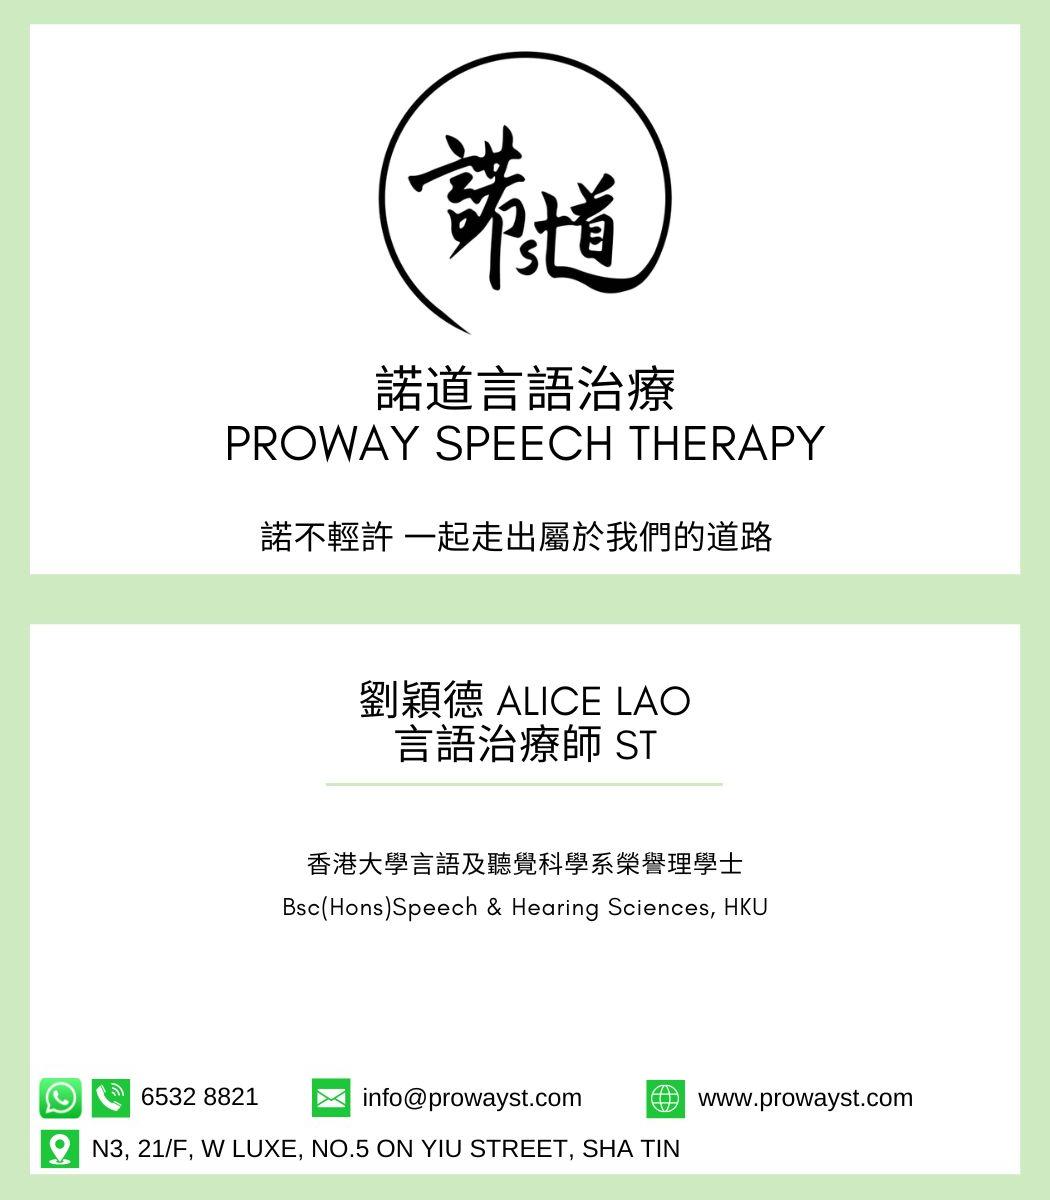 諾st道
諾道言語治療
PROWAY SPEECH THERAPY
諾不輕許 一起走出屬於我們的道路
劉穎德 ALICE LAO
言語治療師 ST
香港大學言語及聽覺科學系榮譽理學士
Bsc(Hons)Speech & Hearing Sciences, HKU
6532 8821 info@prowayst.com www.prowayst.com
N3, 21/F, W LUXE, NO.5 ON YIU STREET, SHA TIN